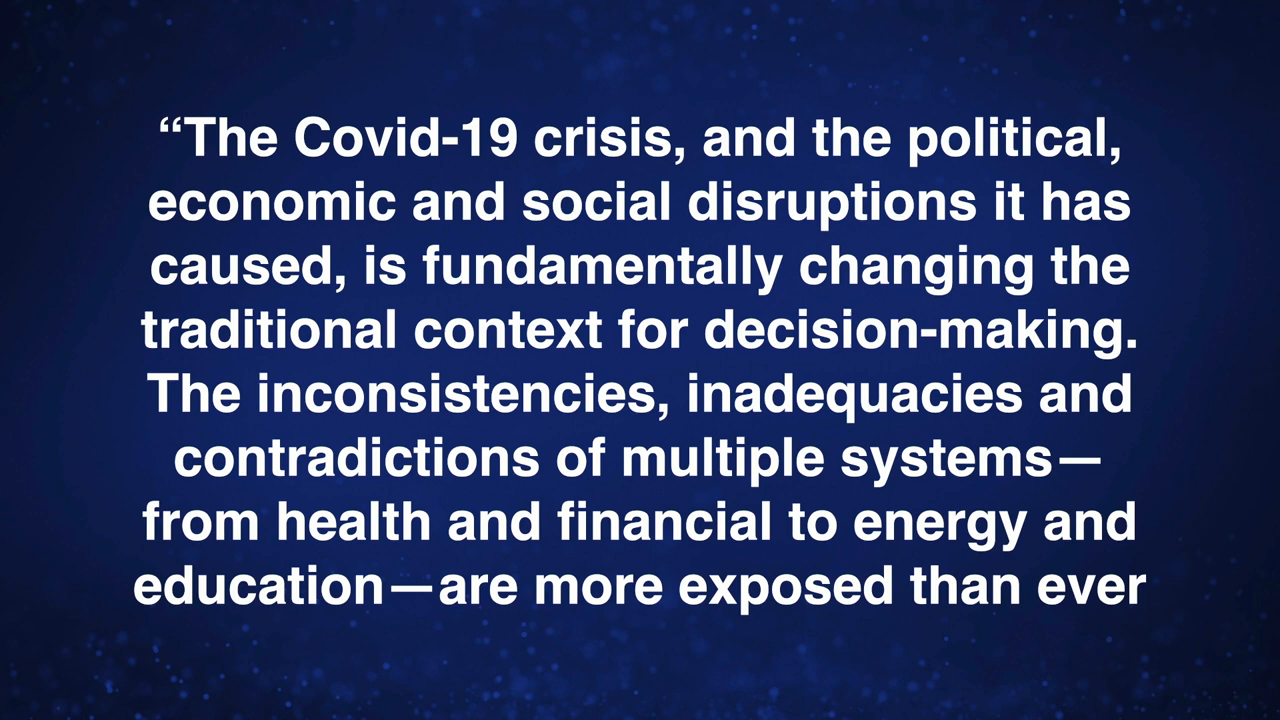 “The Covid-19 crisis, and the political,
economic and social disruptions it has
caused, is fundamentally changing the
traditional context for decision-making.
The inconsistencies, inadequacies and
contradictions of multiple systems—
from health and financial to energy and
education—are more exposed than ever